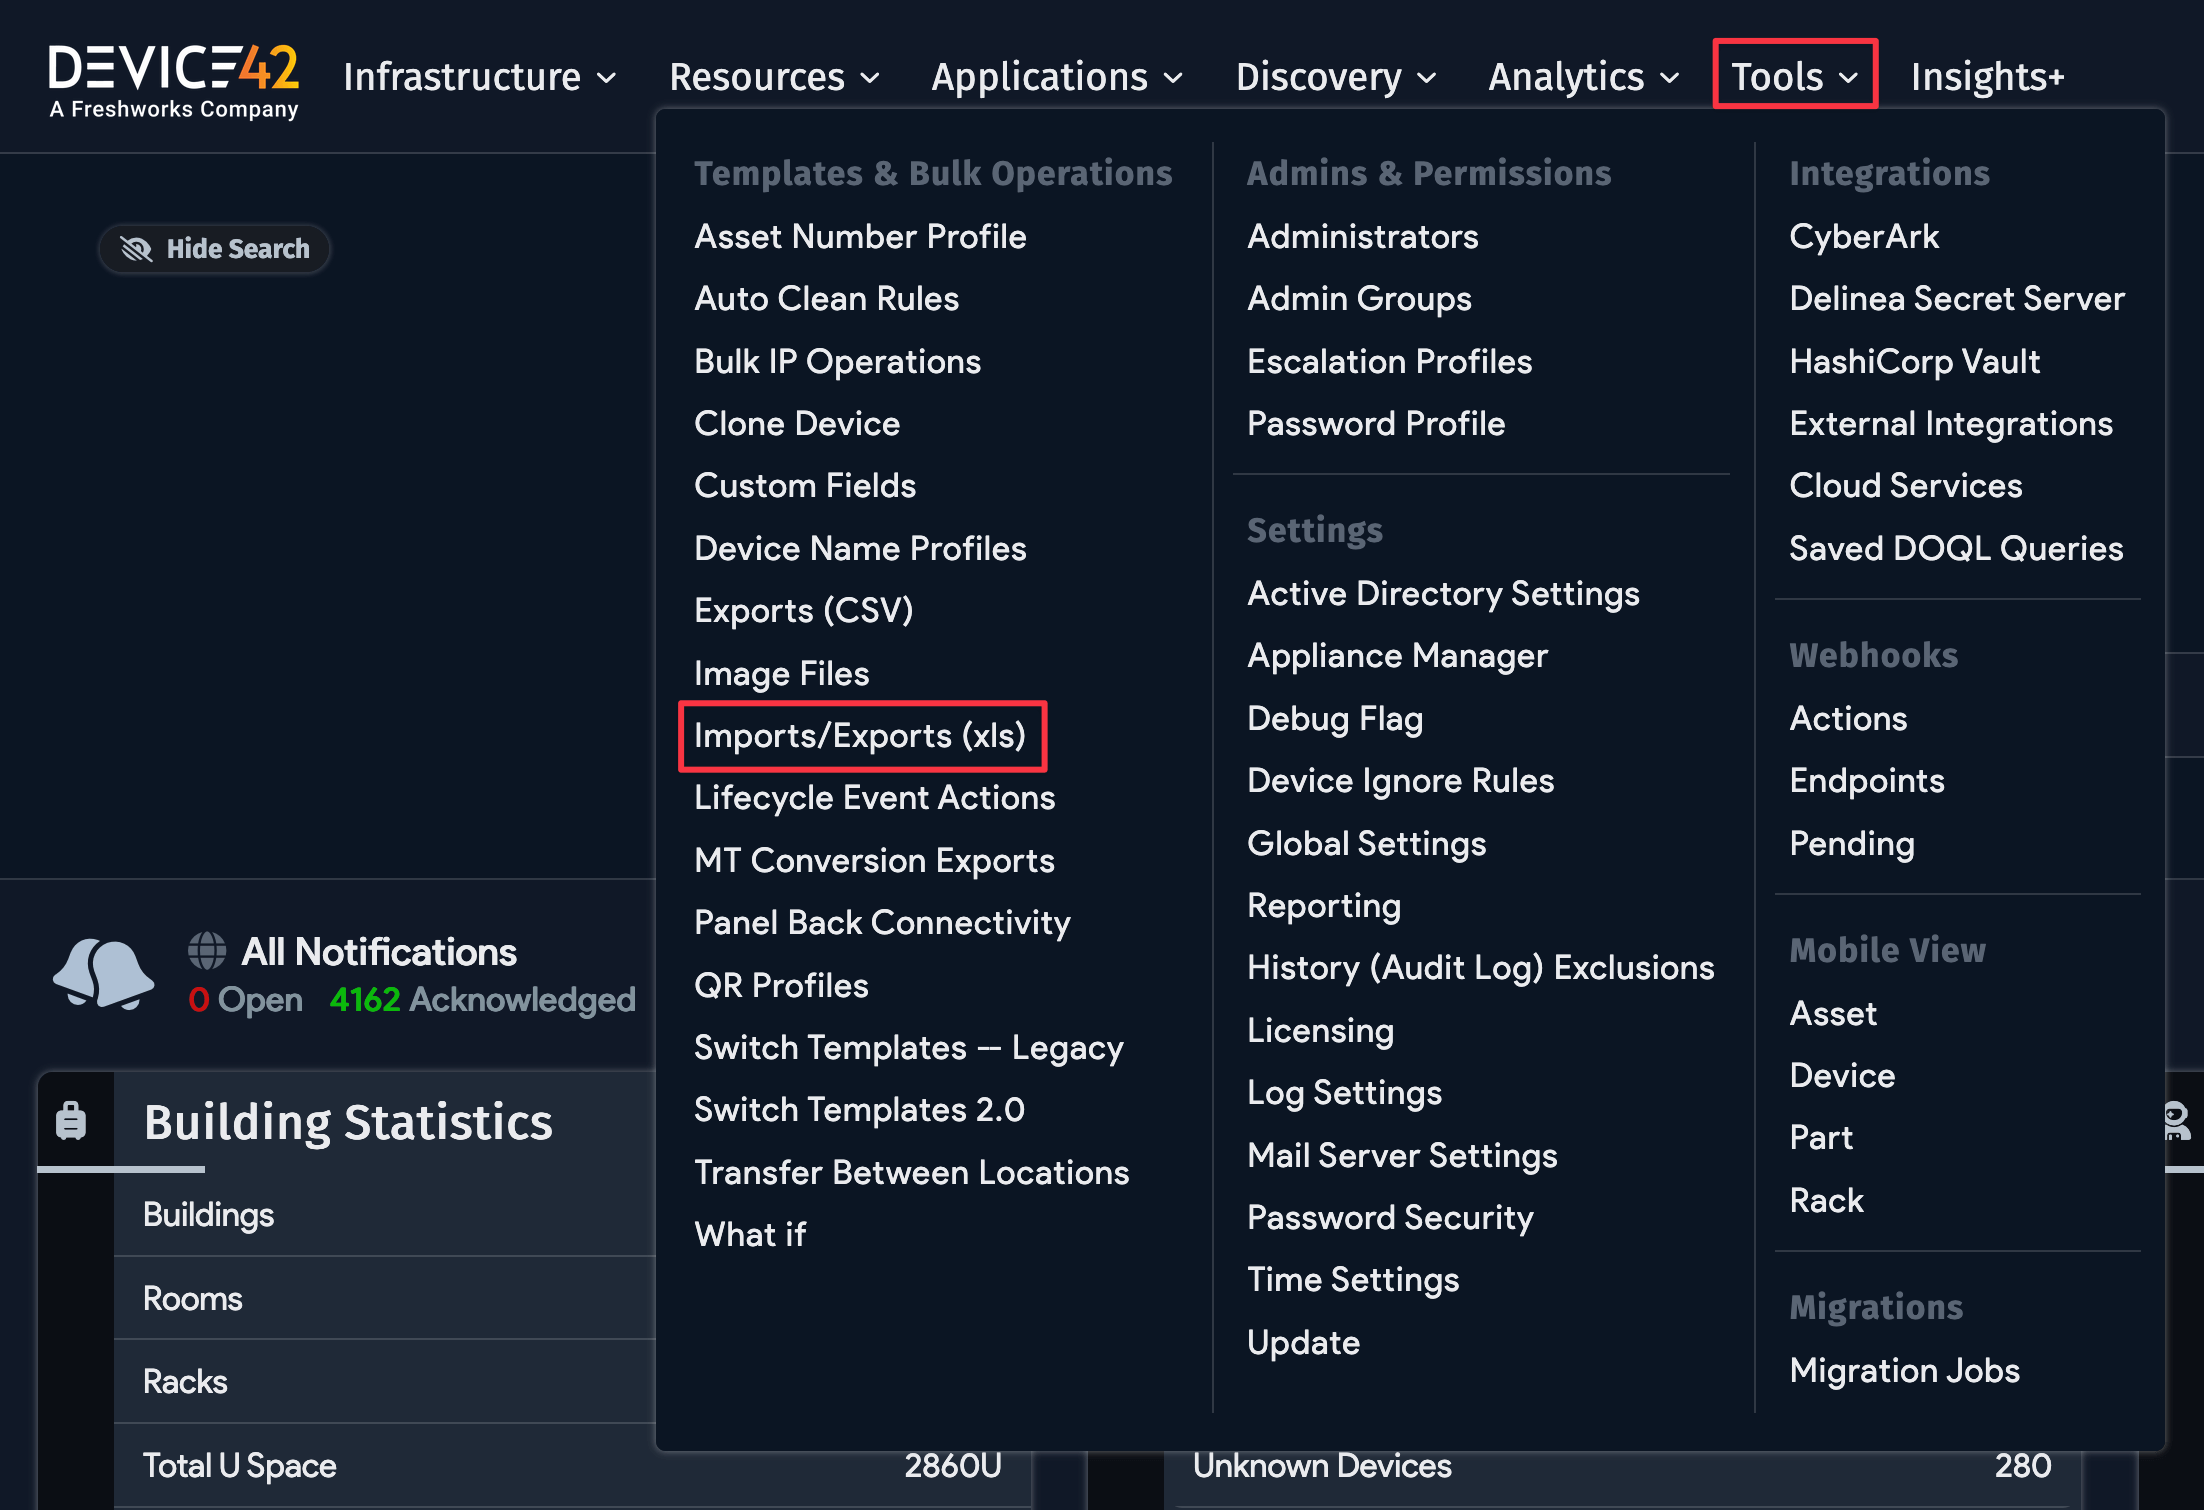 DEVICE42
A Freshworks Company
Infrastructure
Resources
Applications
Discovery
Analytics
Tools
Insights+
Hide Search
Templates & Bulk Operations
Asset Number Profile
Auto Clean Rules
Bulk IP Operations
Clone Device
Custom Fields
Device Name Profiles
Exports (CSV)
Image Files
Imports/Exports (xls)
Lifecycle Event Actions
MT Conversion Exports
Panel Back Connectivity
QR Profiles
Switch Templates — Legacy
Switch Templates 2.0
Transfer Between Locations
What if
Admins & Permissions
Administrators
Admin Groups
Escalation Profiles
Password Profile
Settings
Active Directory Settings
Appliance Manager
Debug Flag
Device Ignore Rules
Global Settings
Reporting
History (Audit Log) Exclusions
Licensing
Log Settings
Mail Server Settings
Password Security
Time Settings
Update
Integrations
CyberArk
Delinea Secret Server
HashiCorp Vault
External Integrations
Cloud Services
Saved DOQL Queries
Webhooks
Actions
Endpoints
Pending
Mobile View
Asset
Device
Part
Rack
Migrations
Migration Jobs
All Notifications
0 Open 4162 Acknowledged
Building Statistics
Buildings
Rooms
Racks
Total U Space 2860U
Unknown Devices 280